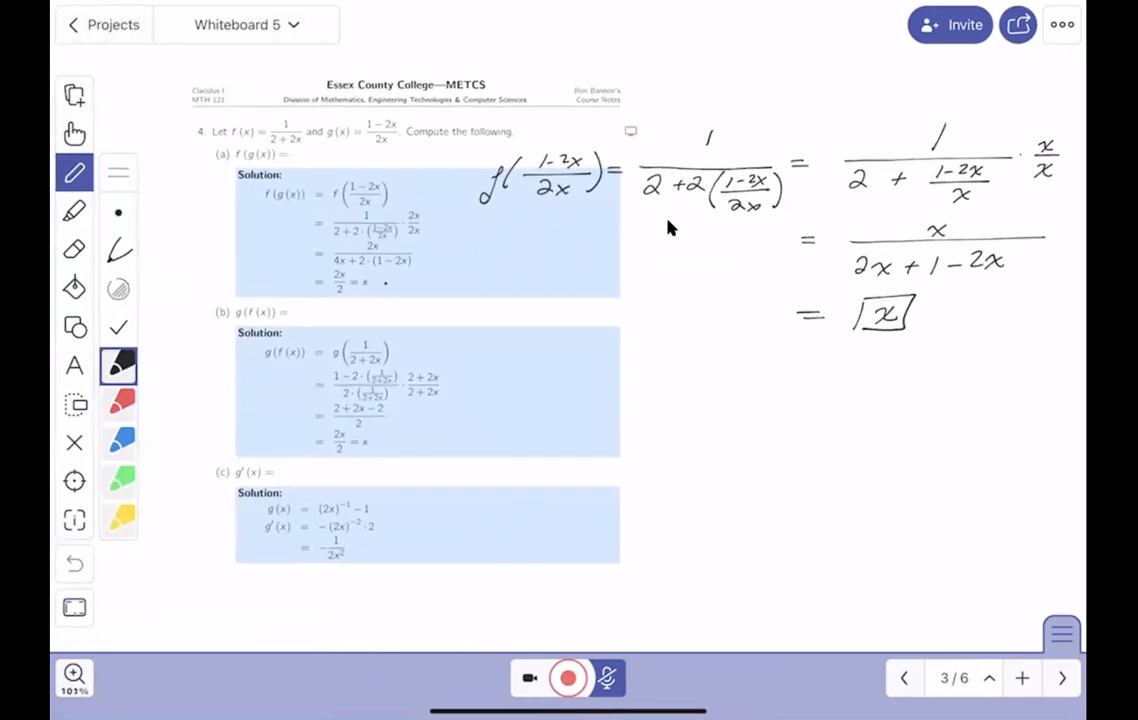 Projects
Whiteboard 5
Invite
Claculus I
MTH 121
Essex County College—METCS
Division of Mathematics, Engineering Technologies & Computer Sciences
Ron Bannon's
Course Notes
4. Let f (x) = 1/(2 + 2x) and g (x) = (1 − 2x)/(2x). Compute the following.
(a) f (g (x)) =
Solution:
f (g (x)) = f ((1 − 2x)/(2x))
= 1/(2 + 2 · ((1−2x)/(2x))) · 2x/2x
= 2x/(4x + 2 · (1 − 2x))
= 2x/2 = x
(b) g (f (x)) =
Solution:
g (f (x)) = g (1/(2 + 2x))
= (1 − 2 · (1/(2+2x)))/(2 · (1/(2+2x))) · (2 + 2x)/(2 + 2x)
= (2 + 2x − 2)/2
= 2x/2 = x
(c) g′ (x) =
Solution:
g (x) = (2x)⁻¹ − 1
g′ (x) = −(2x)⁻² · 2
= −1/(2x²)
f((1-2x)/(2x)) = 1/(2 + 2((1-2x)/(2x))) = 1/(2 + (1-2x)/x) · x/x
= x/(2x + 1 - 2x)
= x
A
101%
3/6